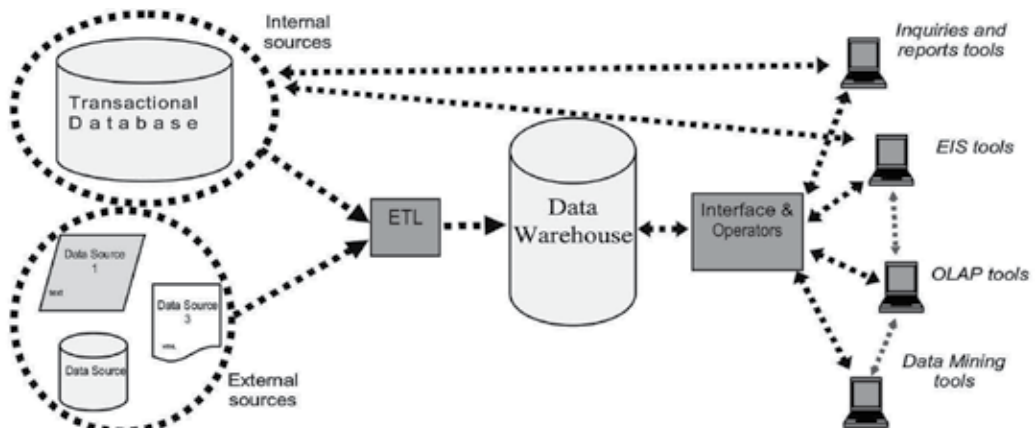 Internal
sources
Transactional
Database
Inquiries and
reports tools
EIS tools
ETL
Data
Warehouse
Interface &
Operators
OLAP tools
Data Mining
tools
Data Source
1
text
Data Source
3
Data Source
External
sources